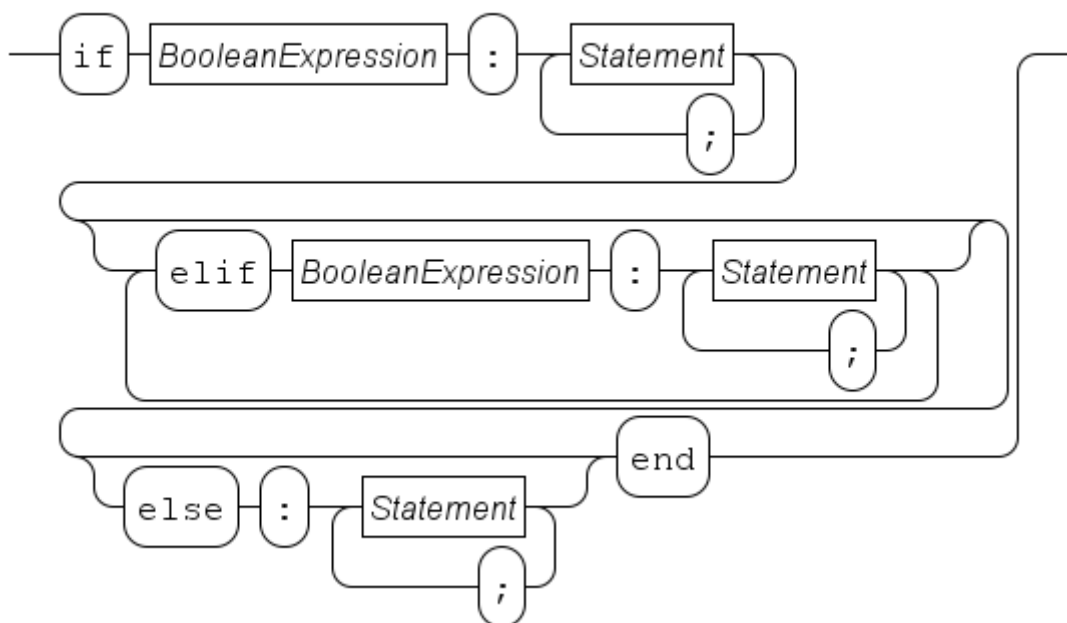 if BooleanExpression : Statement
;
elif BooleanExpression : Statement
;
end
else : Statement
;